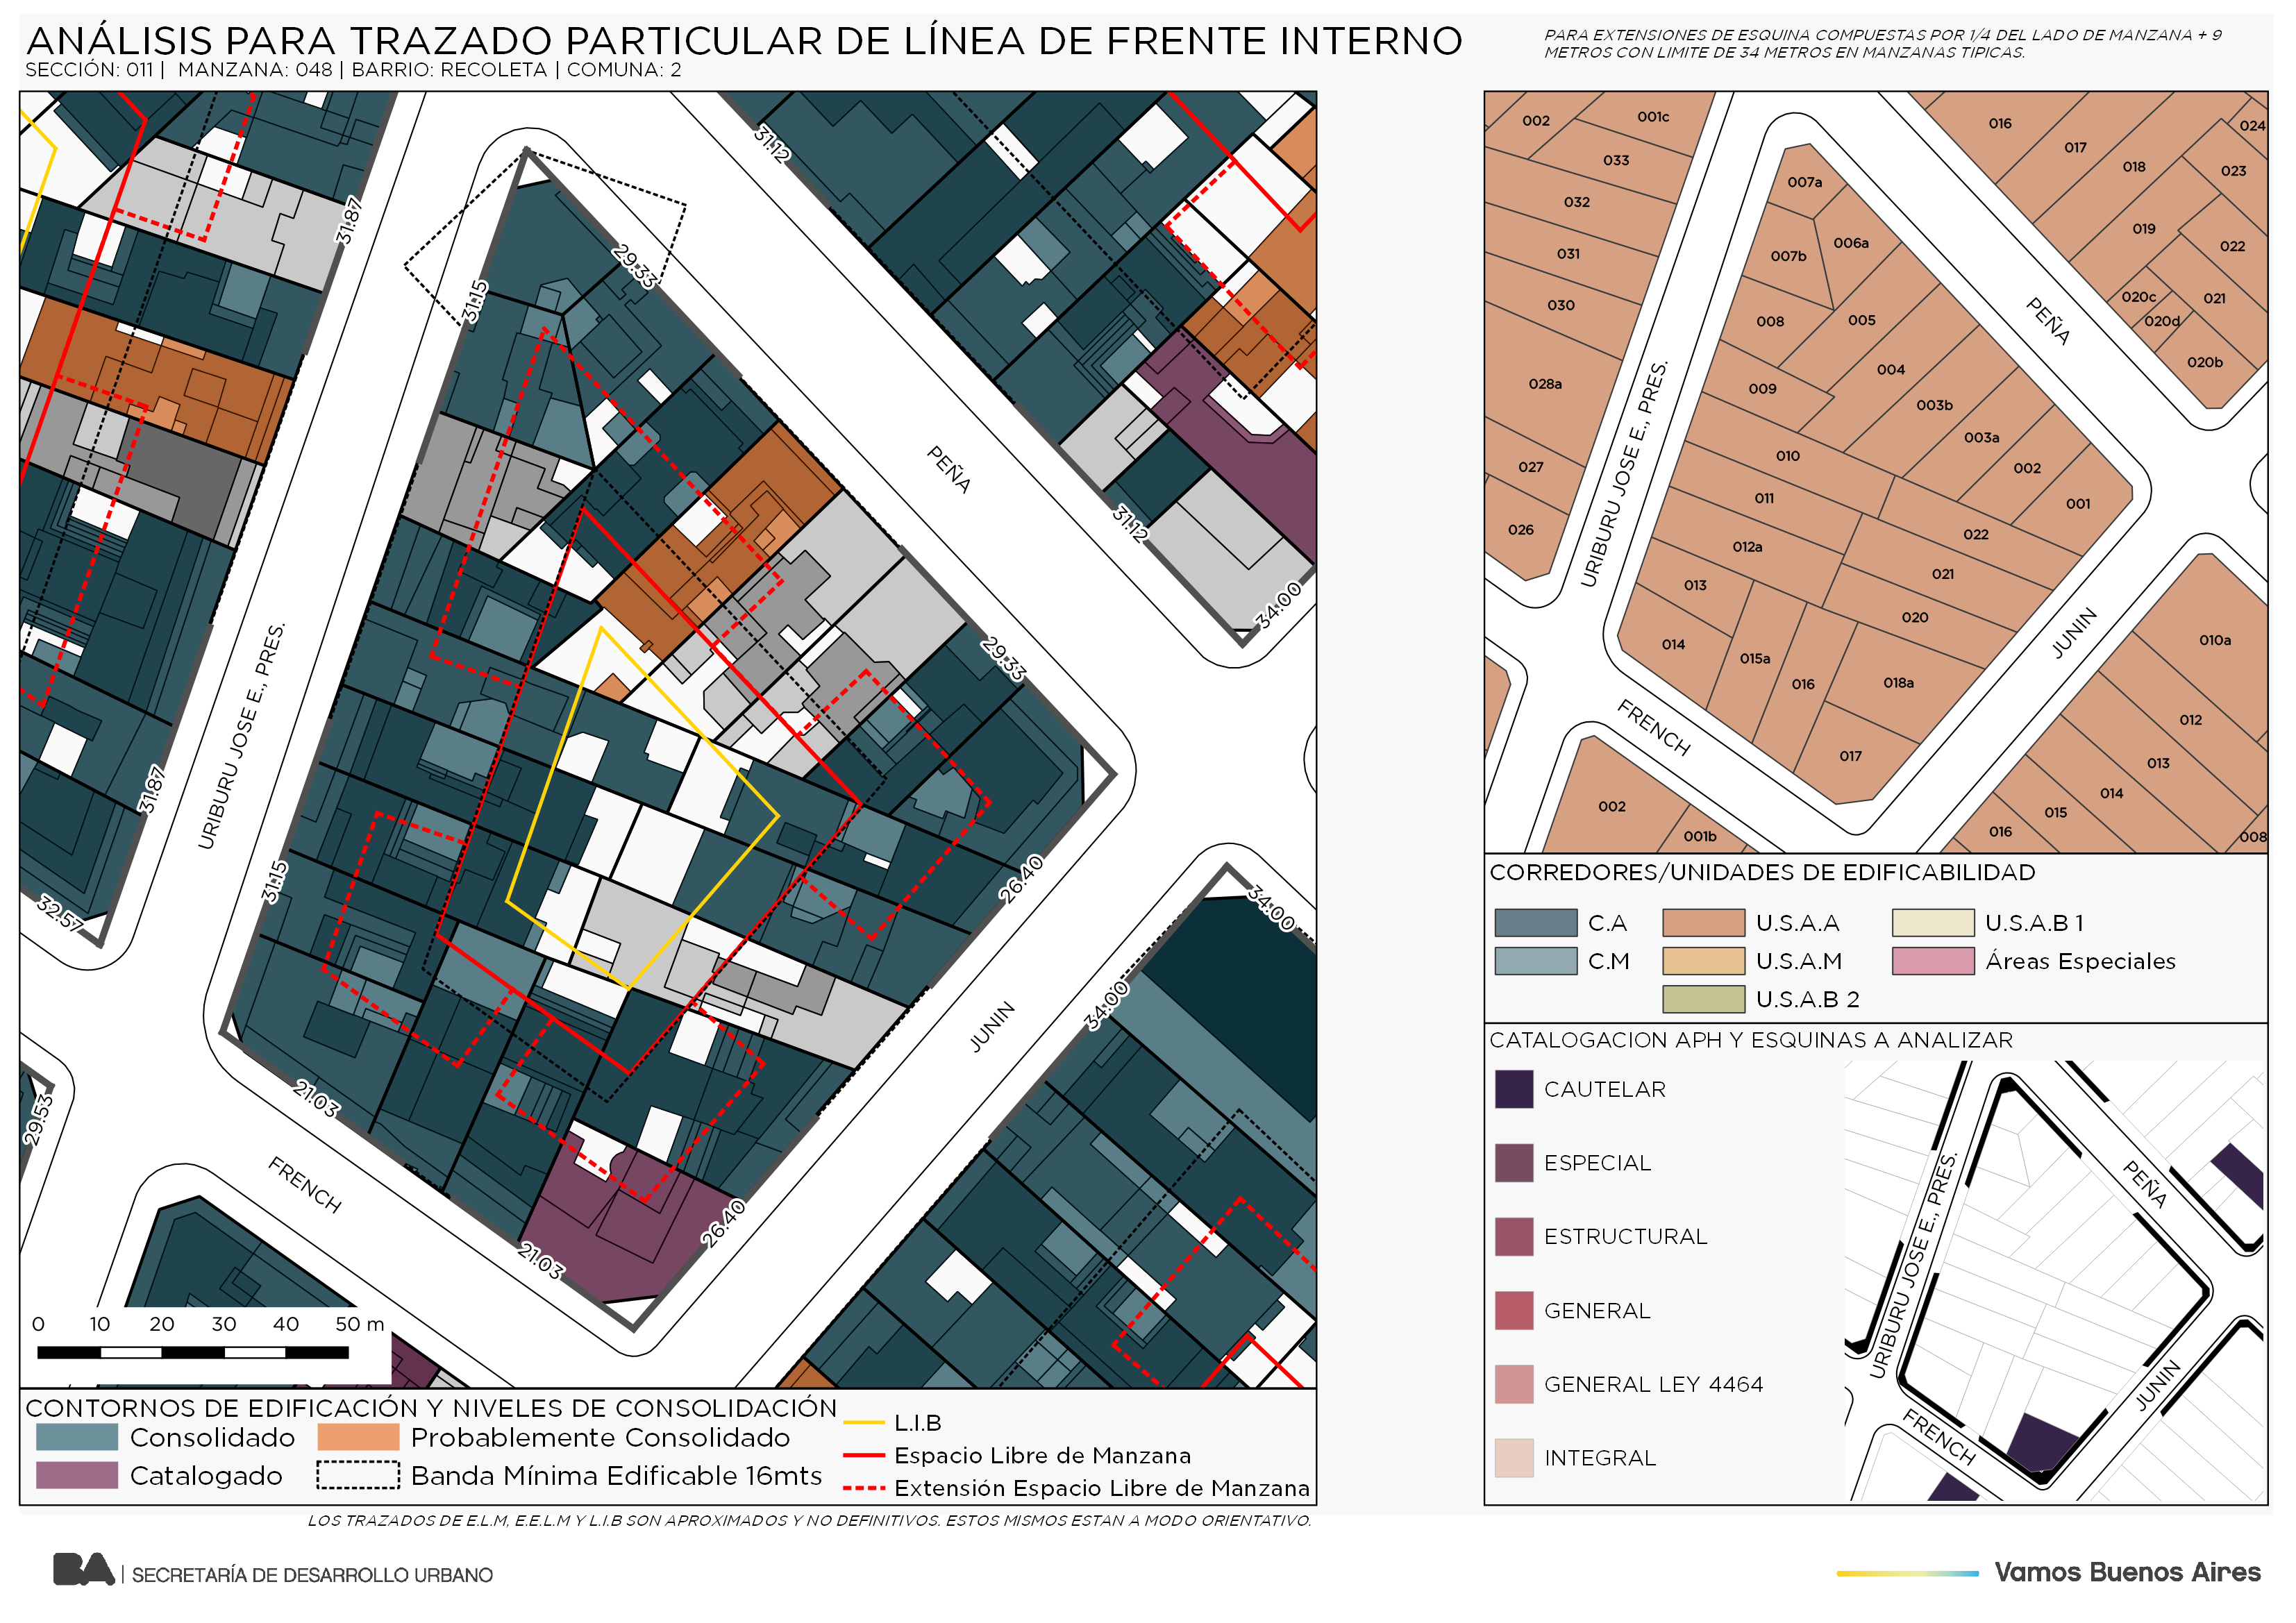 ANÁLISIS PARA TRAZADO PARTICULAR DE LÍNEA DE FRENTE INTERNO
SECCIÓN: 011 | MANZANA: 048 | BARRIO: RECOLETA | COMUNA: 2
PARA EXTENSIONES DE ESQUINA COMPUESTAS POR 1/4 DEL LADO DE MANZANA + 9
METROS CON LIMITE DE 34 METROS EN MANZANAS TIPICAS.
31.12
31.87
29.33
31.15
PEÑA
31.12
34.00
29.33
URIBURU JOSE E., PRES.
31.87
31.15
26.40
32.57
34.00
34.00
JUNIN
29.53
21.03
FRENCH
26.40
21.03
0 10 20 30 40 50 m
CONTORNOS DE EDIFICACIÓN Y NIVELES DE CONSOLIDACIÓN
Consolidado
Probablemente Consolidado
Catalogado
Banda Mínima Edificable 16mts
L.I.B
Espacio Libre de Manzana
Extensión Espacio Libre de Manzana
LOS TRAZADOS DE E.L.M, E.E.L.M Y L.I.B SON APROXIMADOS Y NO DEFINITIVOS. ESTOS MISMOS ESTAN A MODO ORIENTATIVO.
002
001c
016
024
033
017
018
023
007a
032
019
022
006a
031
007b
020c
021
030
008
005
020d
PEÑA
020b
028a
009
004
003b
003a
027
010
002
011
001
026
022
012a
021
URIBURU JOSE E., PRES.
013
020
JUNIN
010a
014
015a
016
018a
FRENCH
012
017
013
002
014
015
001b
016
008
CORREDORES/UNIDADES DE EDIFICABILIDAD
C.A
U.S.A.A
U.S.A.B 1
C.M
U.S.A.M
Áreas Especiales
U.S.A.B 2
CATALOGACION APH Y ESQUINAS A ANALIZAR
CAUTELAR
ESPECIAL
ESTRUCTURAL
GENERAL
GENERAL LEY 4464
INTEGRAL
PEÑA
URIBURU JOSE E., PRES.
JUNIN
FRENCH
BA | SECRETARÍA DE DESARROLLO URBANO
Vamos Buenos Aires